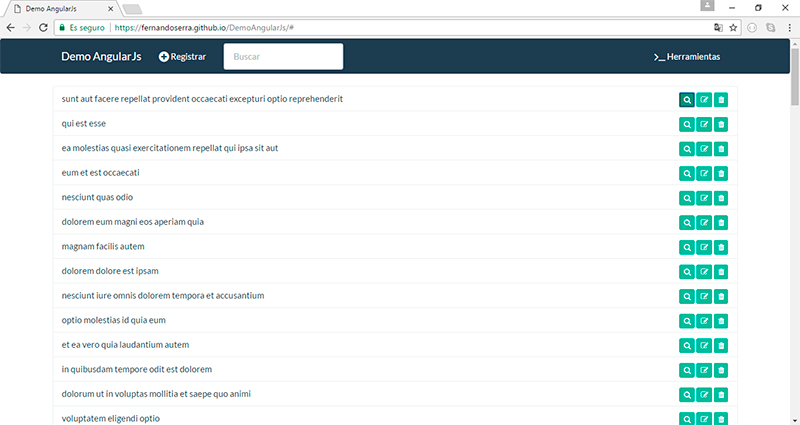 Demo AngularJs
Es seguro https://fernandoserra.github.io/DemoAngularJs/#
Demo AngularJs Registrar Buscar Herramientas
sunt aut facere repellat provident occaecati excepturi optio reprehenderit
qui est esse
ea molestias quasi exercitationem repellat qui ipsa sit aut
eum et est occaecati
nesciunt quas odio
dolorem eum magni eos aperiam quia
magnam facilis autem
dolorem dolore est ipsam
nesciunt iure omnis dolorem tempora et accusantium
optio molestias id quia eum
et ea vero quia laudantium autem
in quibusdam tempore odit est dolorem
dolorum ut in voluptas mollitia et saepe quo animi
voluptatem eligendi optio